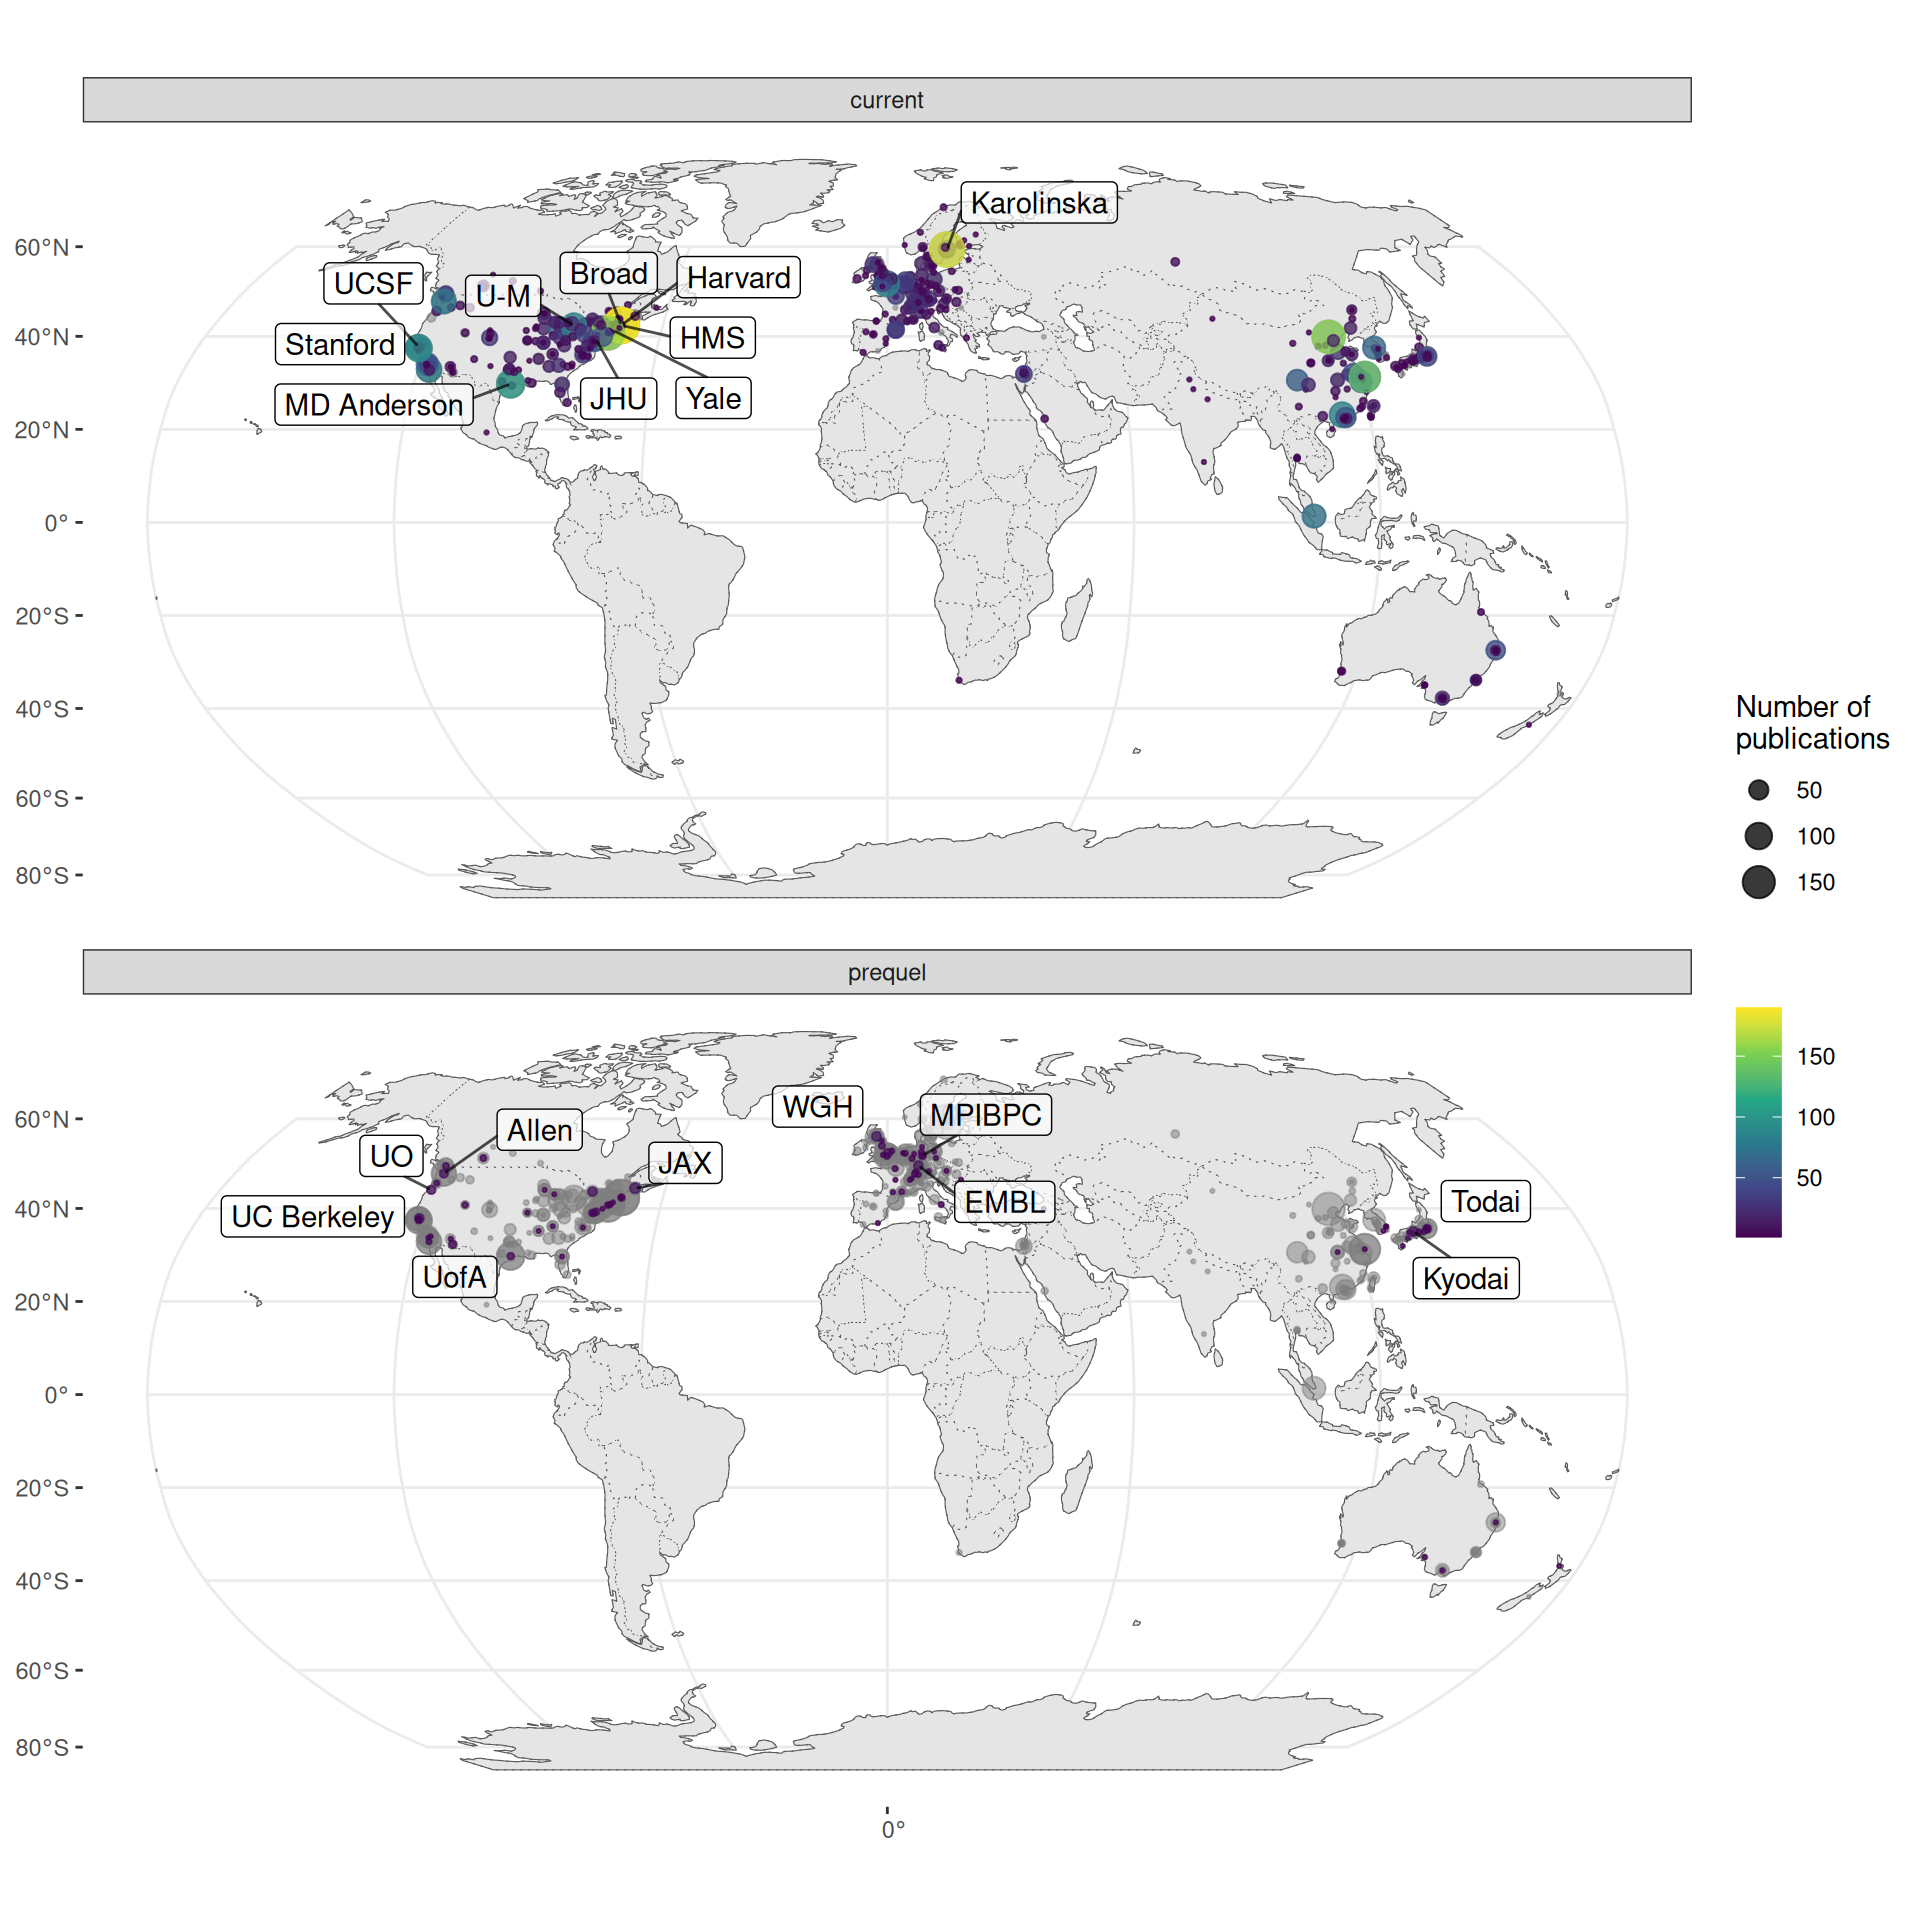 current
Karolinska
60°N
UCSF
U-M
Broad
Harvard
40°N
Stanford
HMS
MD Anderson
JHU
Yale
20°N
0°
20°S
40°S
60°S
80°S
Number of
publications
50
100
150
prequel
150
100
50
WGH
MPIBPC
60°N
UO
Allen
JAX
40°N
UC Berkeley
EMBL
Todai
UofA
Kyodai
20°N
0°
20°S
40°S
60°S
80°S
0°